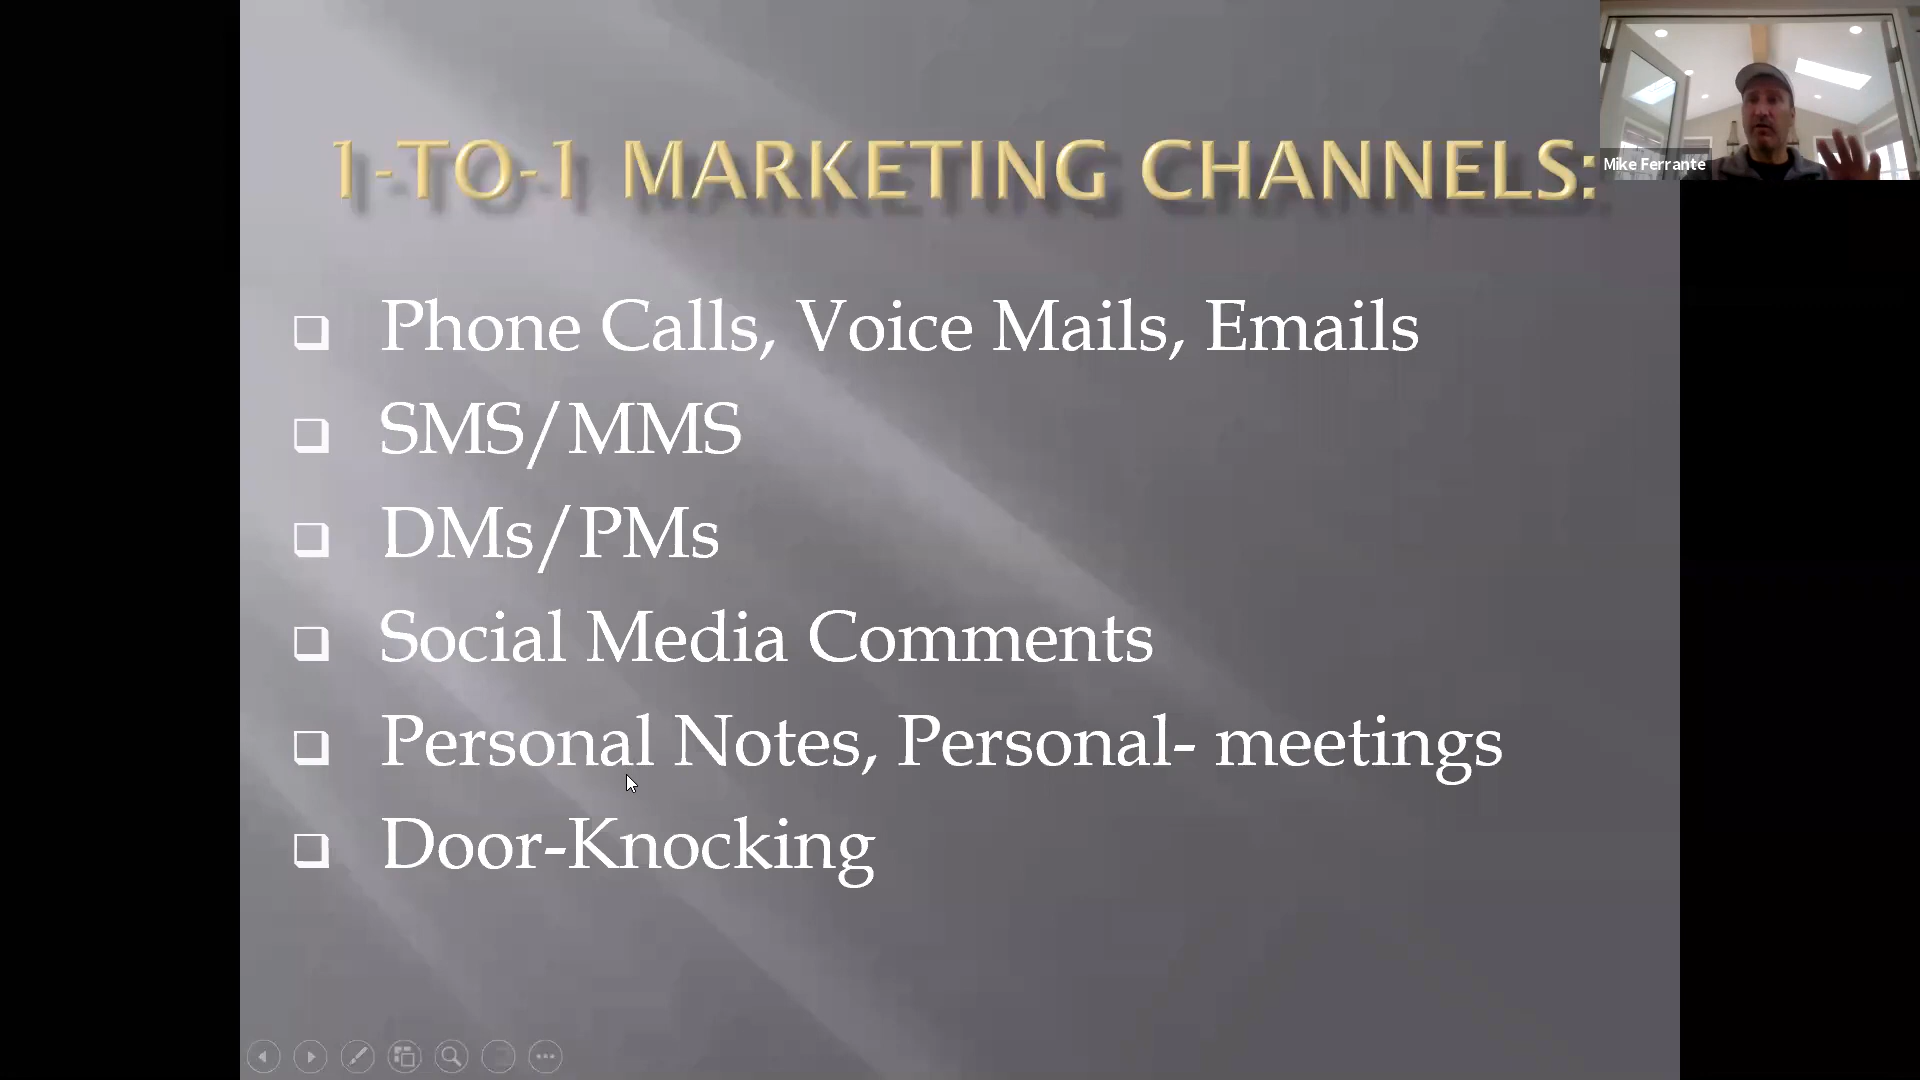 1-TO-1 MARKETING CHANNELS:
Mike Ferrante
Phone Calls, Voice Mails, Emails
SMS/MMS
DMs/PMs
Social Media Comments
Personal Notes, Personal- meetings
Door-Knocking